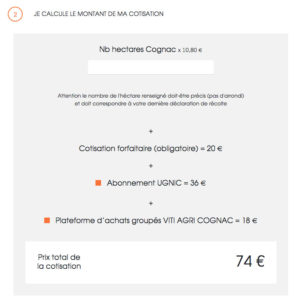 2 JE CALCULE LE MONTANT DE MA COTISATION
Nb hectares Cognac x 10,80 €
Attention le nombre de l'héctare renseigné doit être précis (pas d'arondi)
et doit correspondre à votre dernière déclaration de récolte
+
Cotisation forfaitaire (obligatoire) = 20 €
+
Abonnement UGNIC = 36 €
+
Plateforme d'achats groupés VITI AGRI COGNAC = 18 €
Prix total de
la cotisation
74 €